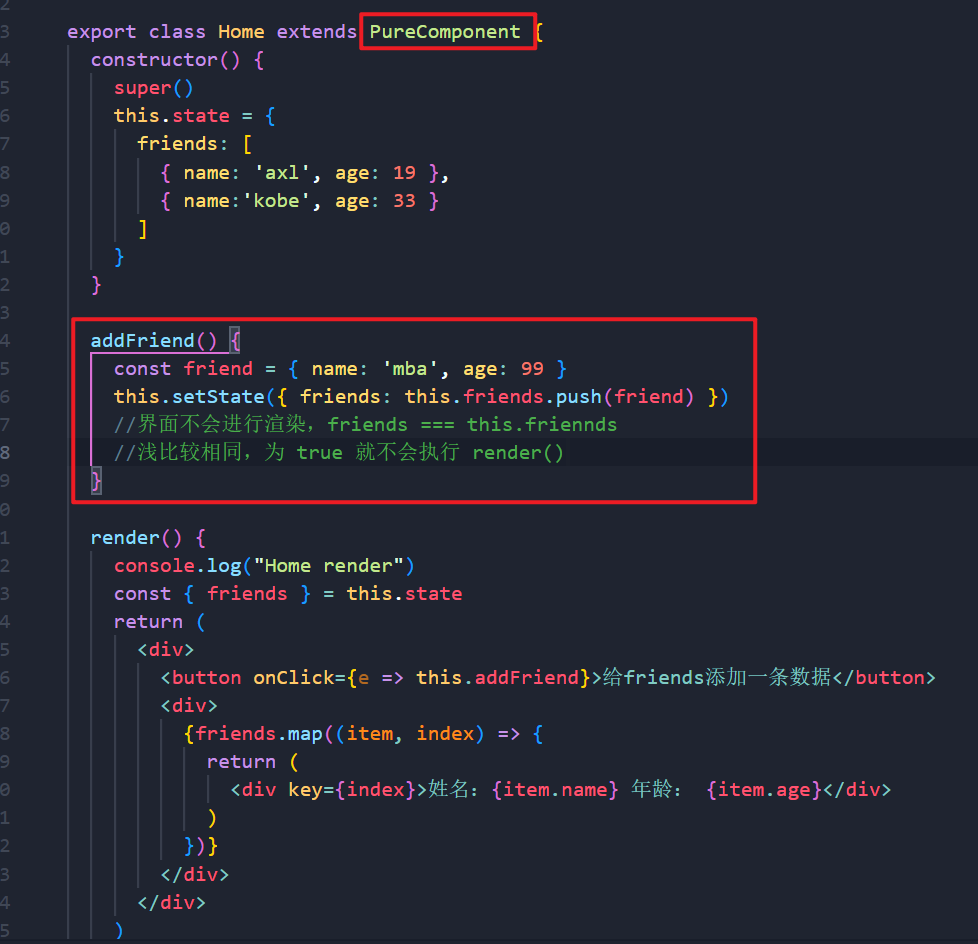 2
3 export class Home extends PureComponent {
4 constructor() {
5 super()
6 this.state = {
7 friends: [
8 { name: 'axl', age: 19 },
9 { name:'kobe', age: 33 }
0 ]
1 }
2 }
3
4 addFriend() {
5 const friend = { name: 'mba', age: 99 }
6 this.setState({ friends: this.friends.push(friend) })
7 //界面不会进行渲染，friends === this.friennds
8 //浅比较相同，为 true 就不会执行 render()
9 }
0
1 render() {
2 console.log("Home render")
3 const { friends } = this.state
4 return (
5 <div>
6 <button onClick={e => this.addFriend}>给friends添加一条数据</button>
7 <div>
8 {friends.map((item, index) => {
9 return (
0 <div key={index}>姓名: {item.name} 年龄: {item.age}</div>
1 )
2 })}
3 </div>
4 </div>
5 )